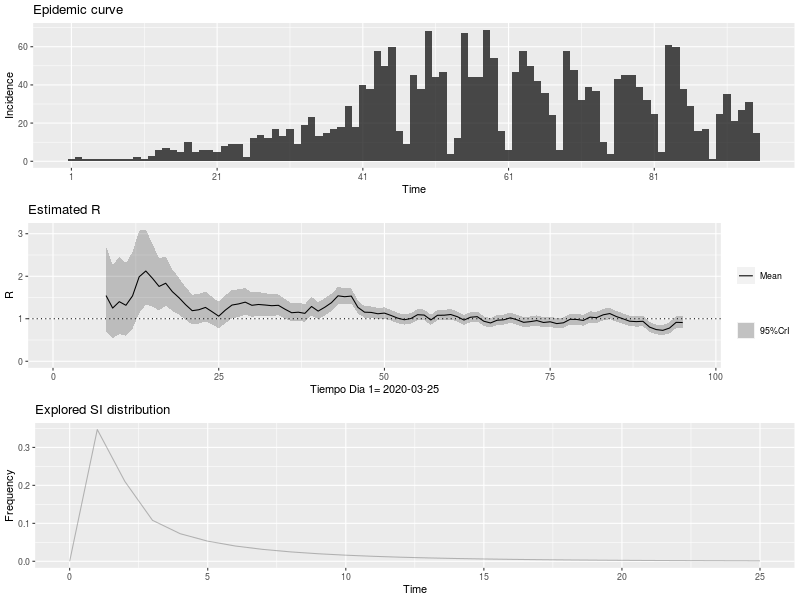 Epidemic curve
60
40
20
0
Incidence
1 21 41 61 81
Time
Estimated R
3
2
1
0
R
Mean
95%CrI
0 25 50 75 100
Tiempo Dia 1= 2020-03-25
Explored SI distribution
0.3
0.2
0.1
0.0
Frequency
0 5 10 15 20 25
Time